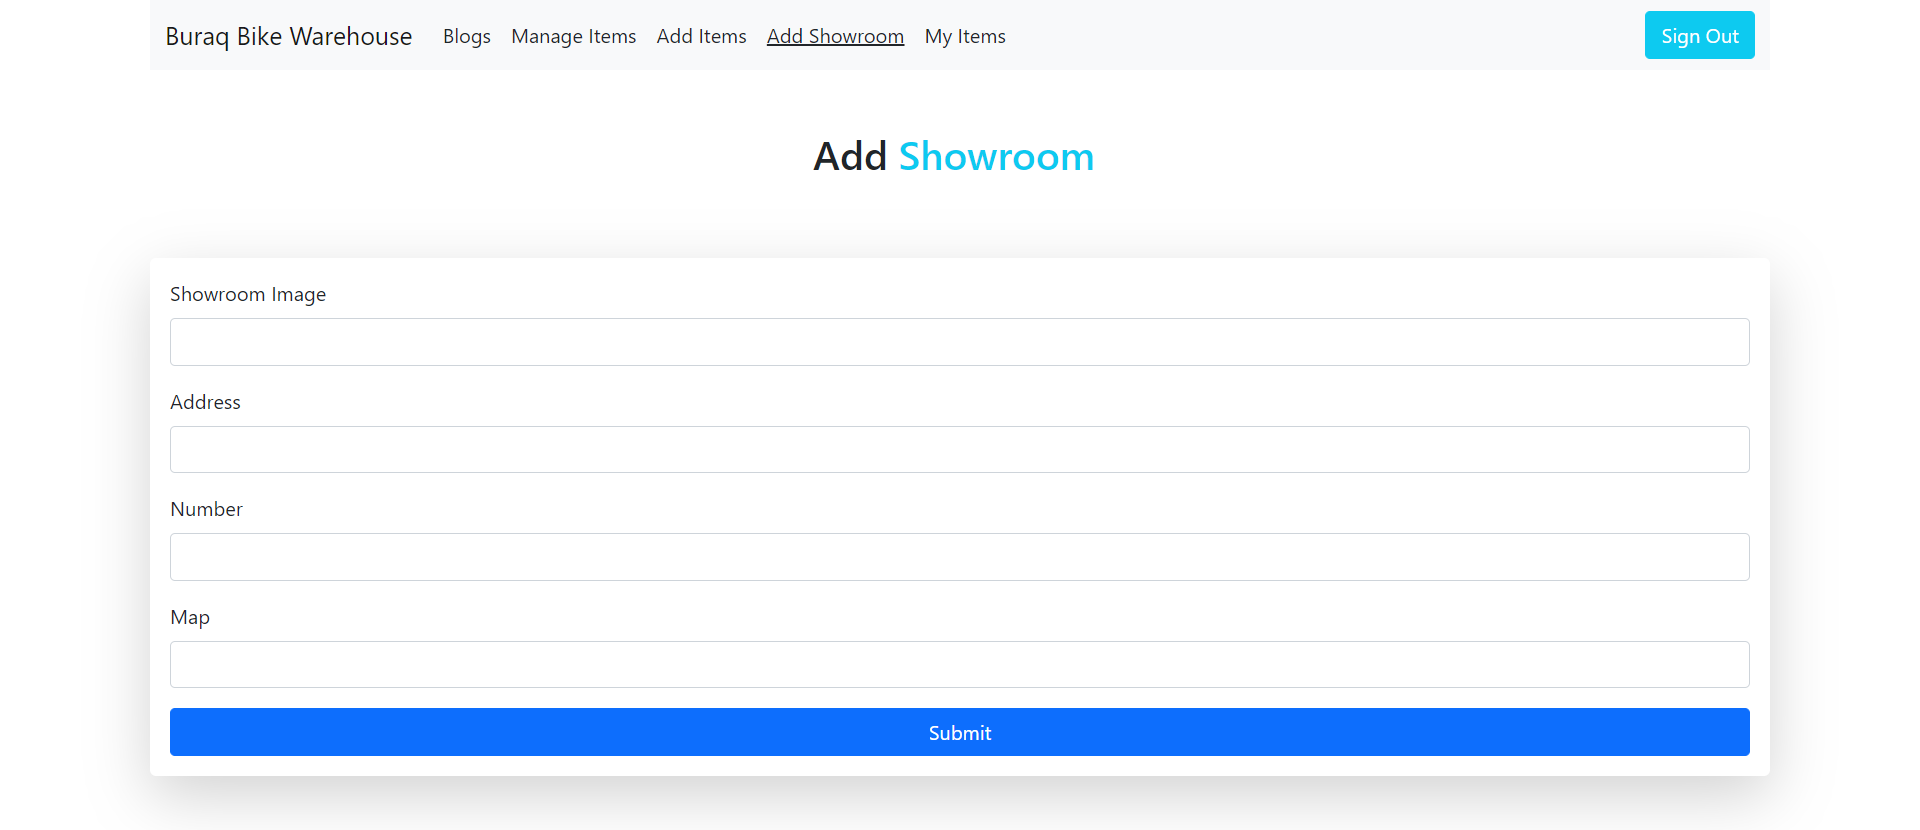 Buraq Bike Warehouse Blogs Manage Items Add Items Add Showroom My Items Sign Out
Add Showroom
Showroom Image
Address
Number
Map
Submit